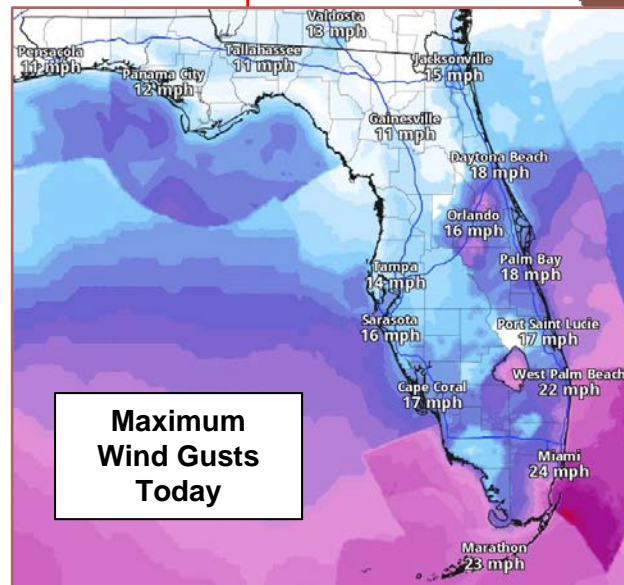 Valdosta
13 mph
Pensacola
11 mph
Tallahassee
11 mph
Jacksonville
15 mph
Panama City
12 mph
Gainesville
11 mph
Daytona Beach
18 mph
Orlando
16 mph
Tampa
14 mph
Palm Bay
18 mph
Sarasota
16 mph
Port Saint Lucie
17 mph
Cape Coral
17 mph
West Palm Beach
22 mph
Maximum
Wind Gusts
Today
Miami
24 mph
Marathon
23 mph